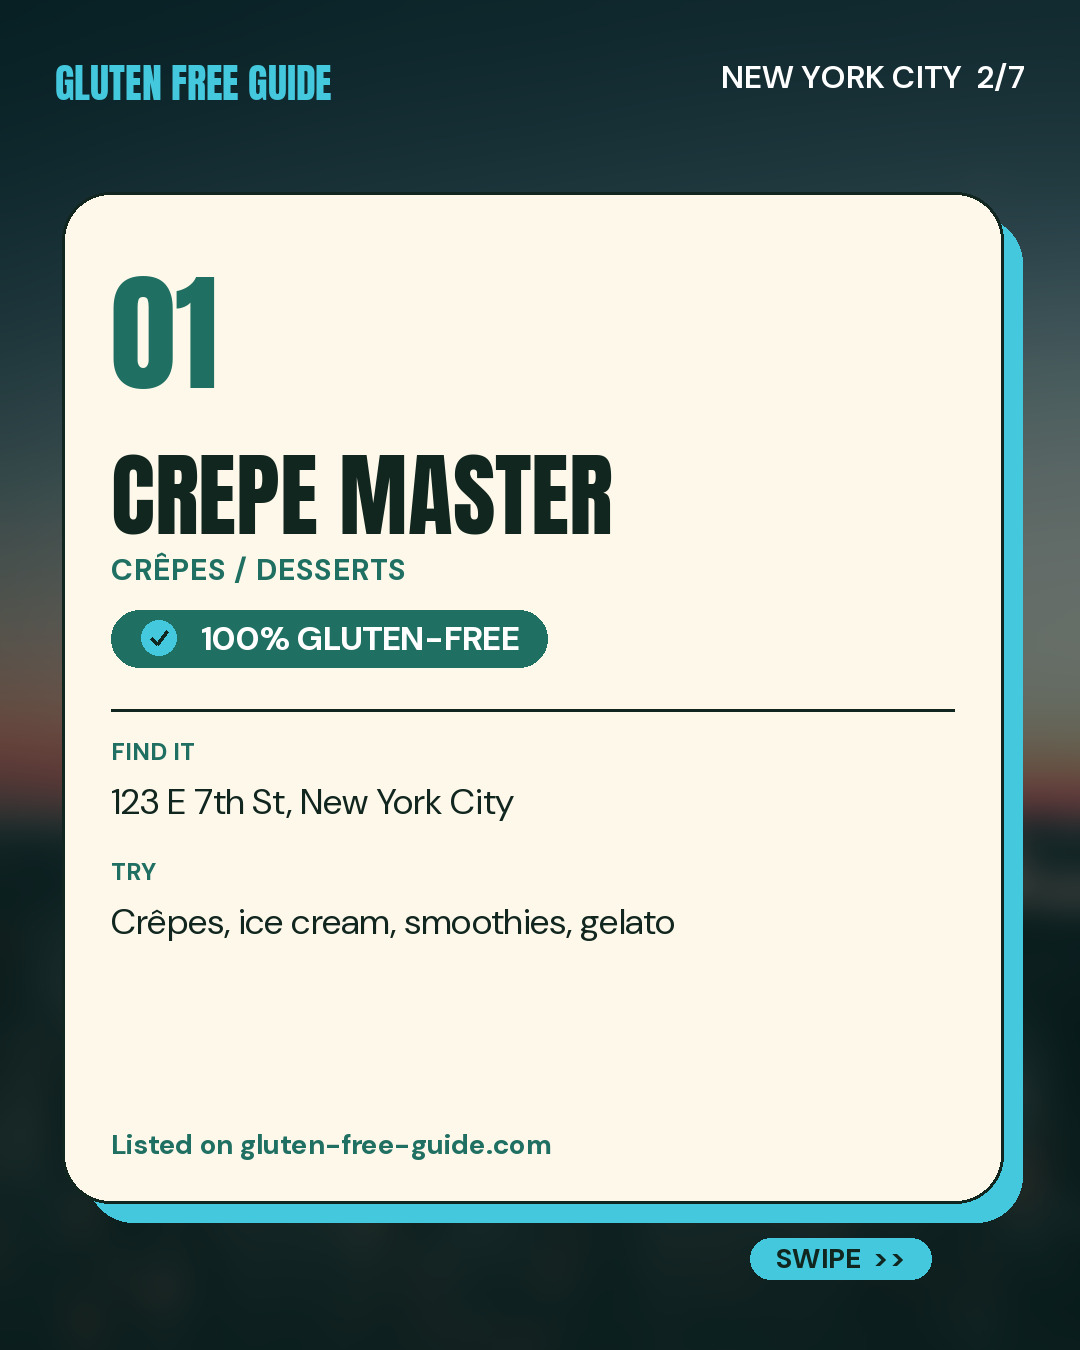 GLUTEN FREE GUIDE
NEW YORK CITY 2/7
01
CREPE MASTER
CRÊPES / DESSERTS
100% GLUTEN-FREE
FIND IT
123 E 7th St, New York City
TRY
Crêpes, ice cream, smoothies, gelato
Listed on gluten-free-guide.com
SWIPE >>